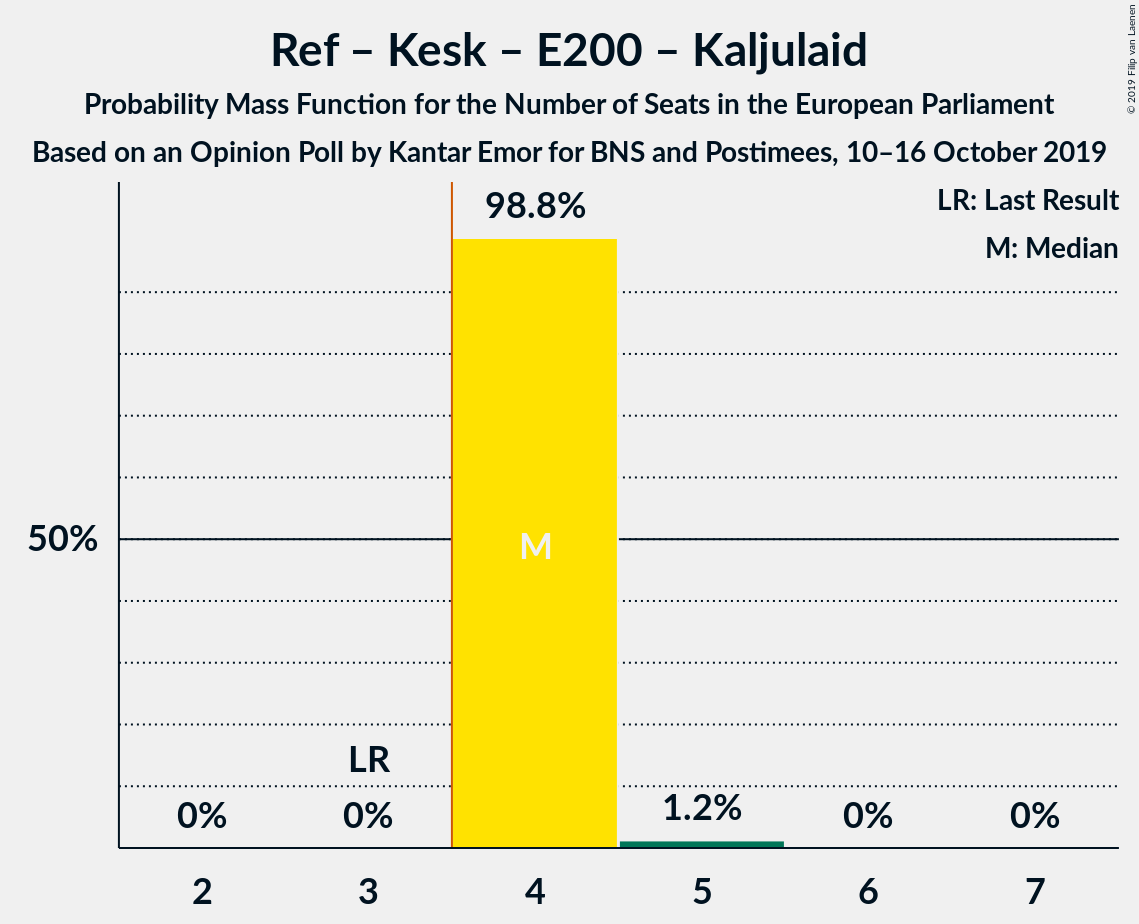 Ref – Kesk – E200 – Kaljulaid
Probability Mass Function for the Number of Seats in the European Parliament
Based on an Opinion Poll by Kantar Emor for BNS and Postimees, 10–16 October 2019
© 2019 Filip van Laenen
LR: Last Result
M: Median
98.8%
50%
M
LR
0%
0%
1.2%
0%
0%
2
3
4
5
6
7